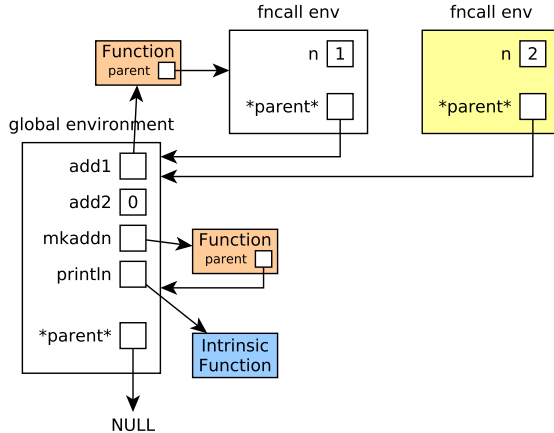 fncall env
fncall env
Function
parent
n 1
n 2
*parent*
*parent*
global environment
add1
add2 0
mkaddn
Function
parent
println
*parent*
Intrinsic
Function
NULL